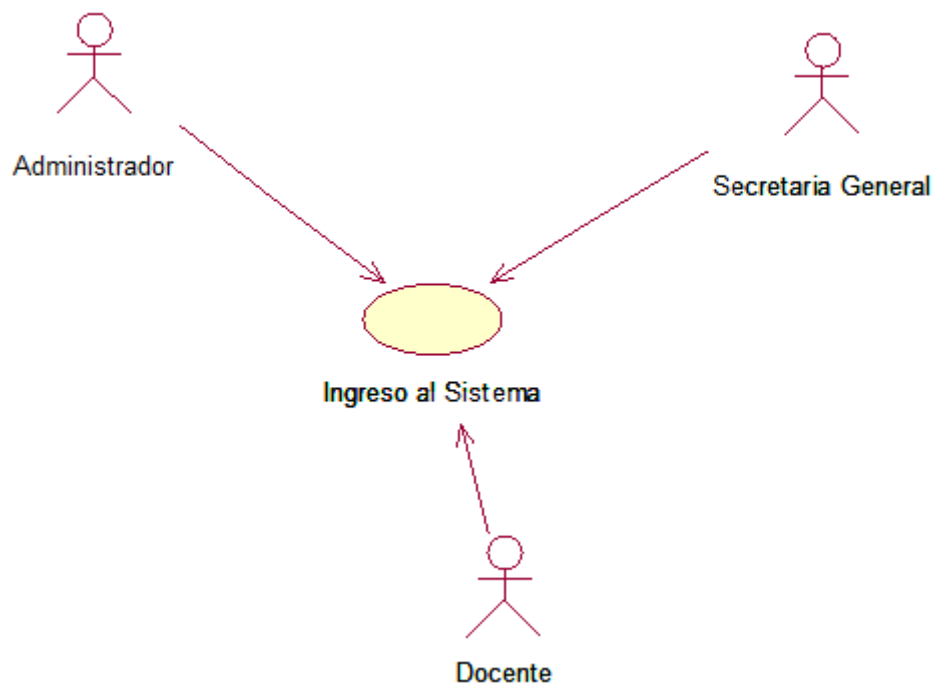 Administrador
Secretaria General
Ingreso al Sistema
Docente